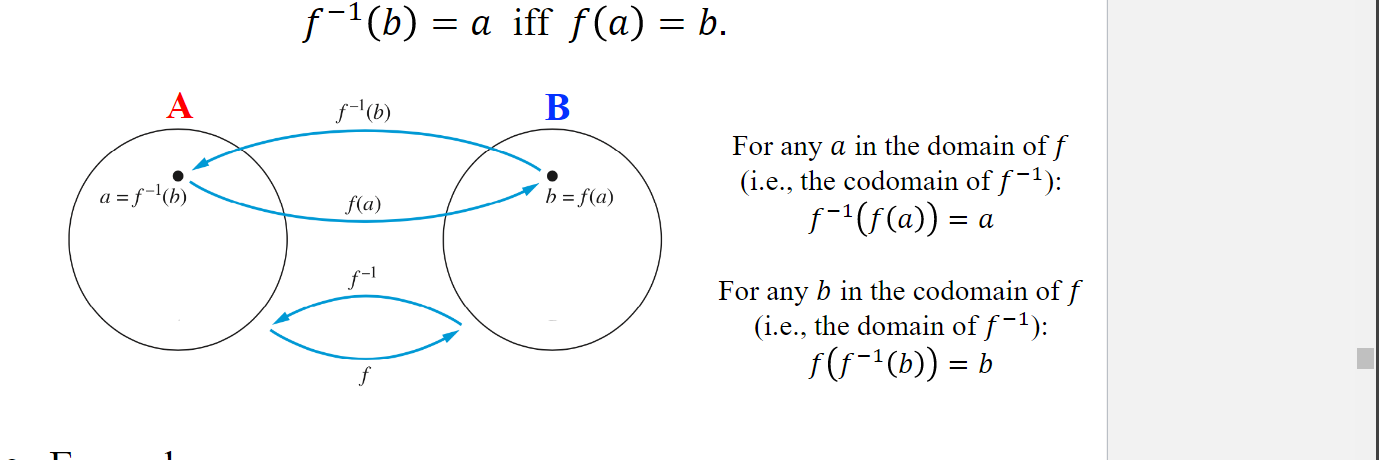 f⁻¹(b) = a iff f(a) = b.
A
f⁻¹(b)
B
a = f⁻¹(b)
f(a)
b = f(a)
f⁻¹
f
For any a in the domain of f
(i.e., the codomain of f⁻¹):
f⁻¹(f(a)) = a
For any b in the codomain of f
(i.e., the domain of f⁻¹):
f(f⁻¹(b)) = b